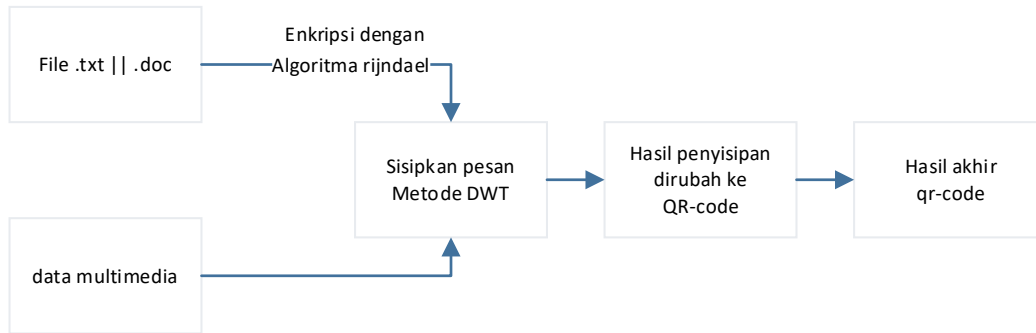 File .txt || .doc
Enkripsi dengan
Algoritma rijndael
Sisipkan pesan
Metode DWT
Hasil penyisipan
dirubah ke
QR-code
Hasil akhir
qr-code
data multimedia